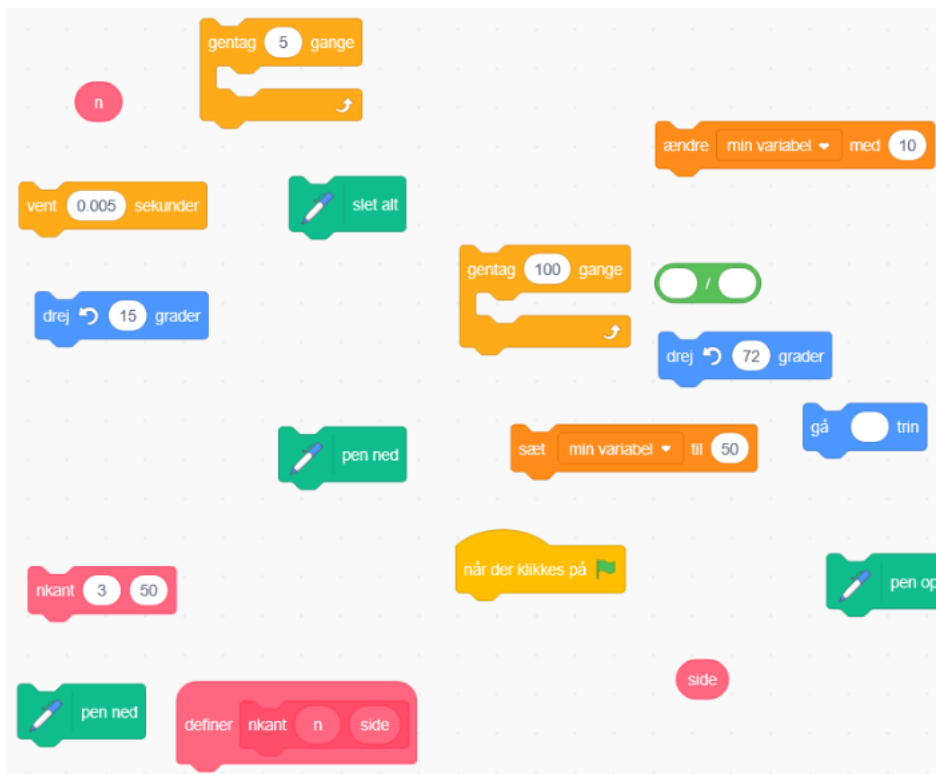 gentag 5 gange
n
ændre min variabel med 10
vent 0.005 sekunder
slet alt
gentag 100 gange
/
drej 15 grader
drej 72 grader
gå trin
pen ned
sæt min variabel til 50
når der klikkes på
nkant 3 50
pen op
side
pen ned
definer nkant n side